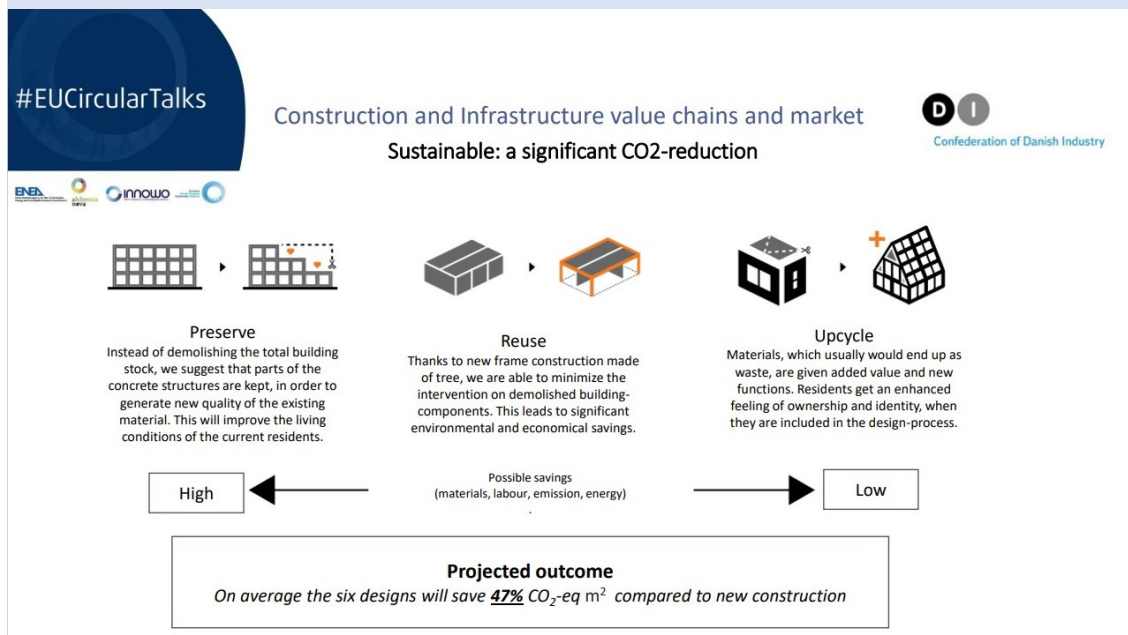 #EUCircularTalks
Construction and Infrastructure value chains and market
Sustainable: a significant CO2-reduction
D I
Confederation of Danish Industry
ENEA
alchemia
nova
INNOWO
Preserve
Instead of demolishing the total building
stock, we suggest that parts of the
concrete structures are kept, in order to
generate new quality of the existing
material. This will improve the living
conditions of the current residents.
Reuse
Thanks to new frame construction made
of tree, we are able to minimize the
intervention on demolished building-
components. This leads to significant
environmental and economical savings.
Upcycle
Materials, which usually would end up as
waste, are given added value and new
functions. Residents get an enhanced
feeling of ownership and identity, when
they are included in the design-process.
High
Possible savings
(materials, labour, emission, energy)
.
Low
Projected outcome
On average the six designs will save 47% CO₂-eq m² compared to new construction